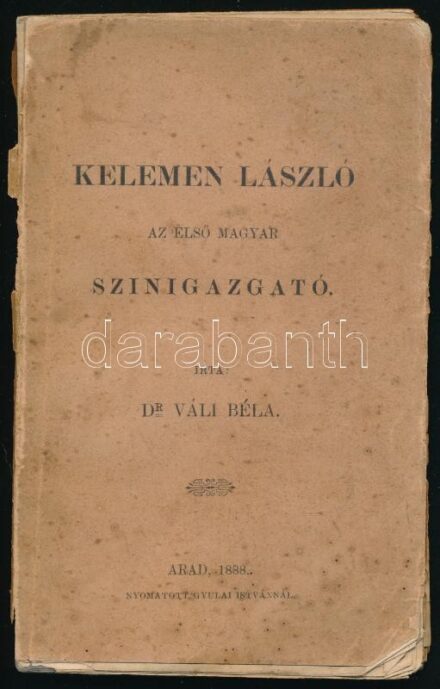 KELEMEN LÁSZLÓ
AZ ELSŐ MAGYAR
SZINIGAZGATÓ.
darabanth
IRTA:
DR VÁLI BÉLA.
ARAD, 1888.
NYOMATOTT GYULAI ISTVÁNNÁL.